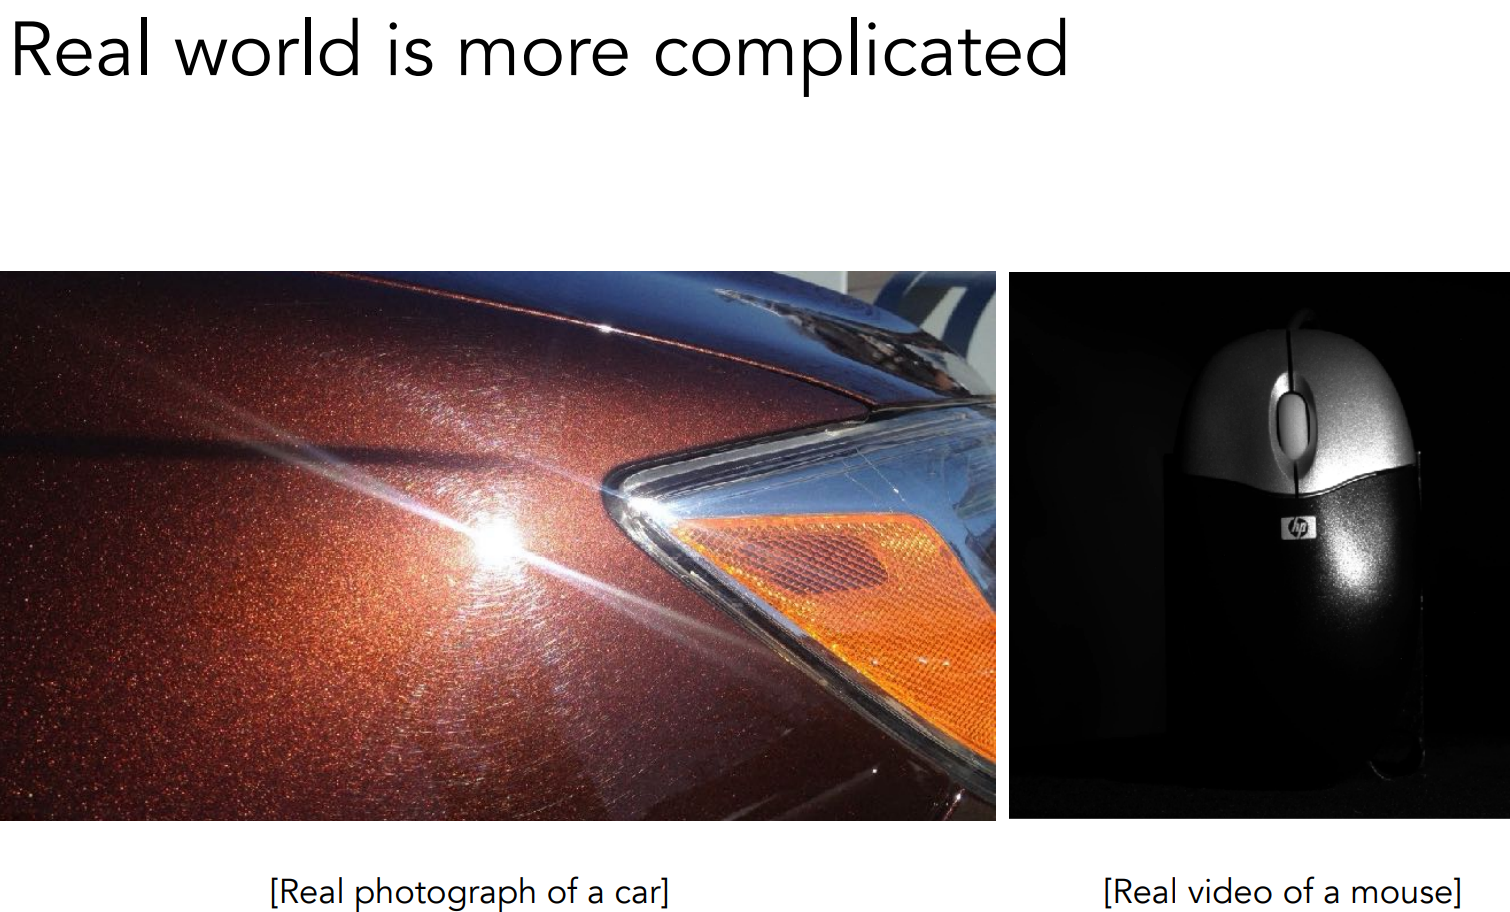 Real world is more complicated
hp
[Real photograph of a car]
[Real video of a mouse]